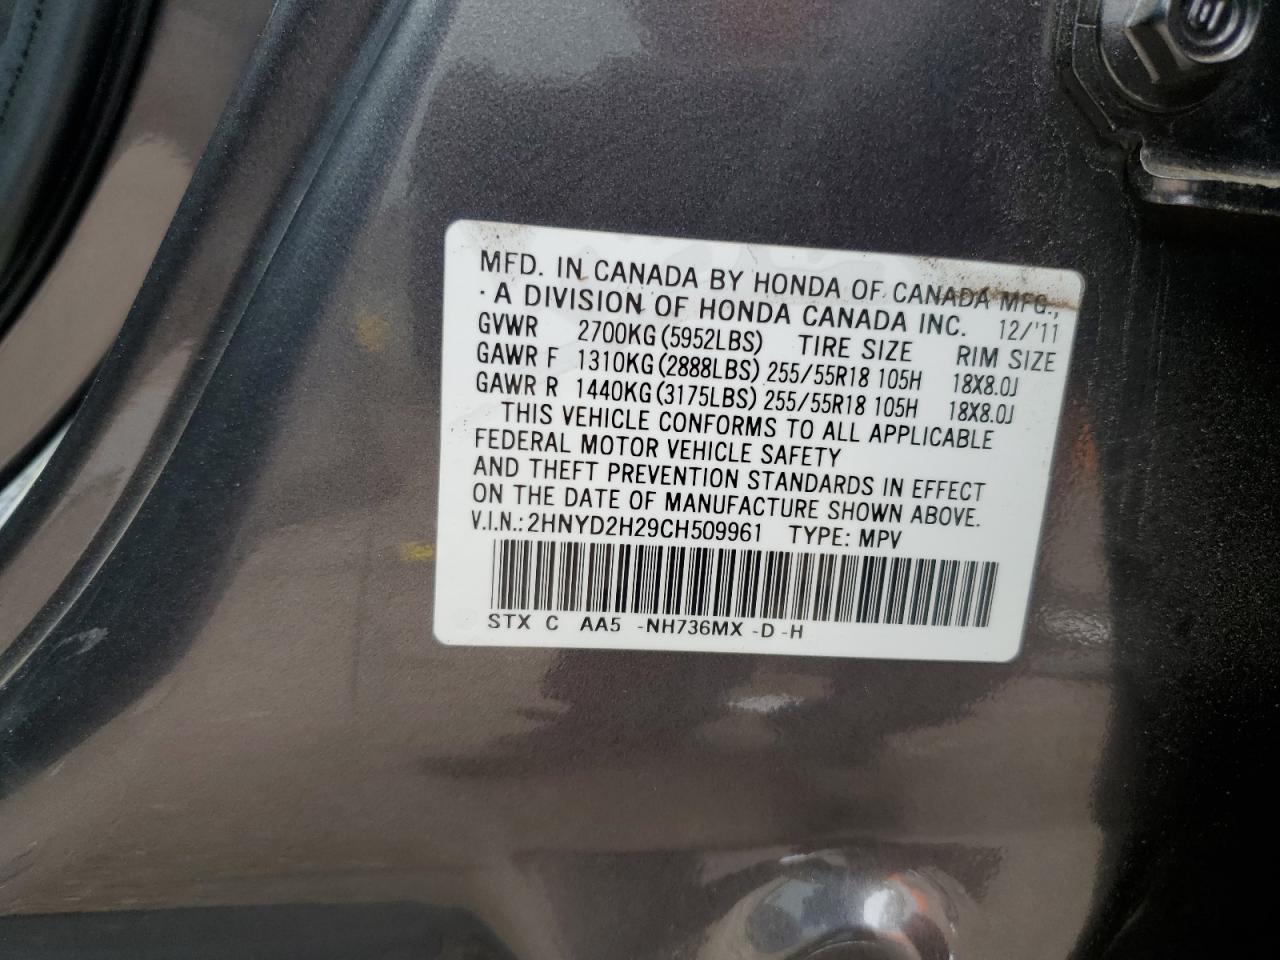 MFD. IN CANADA BY HONDA OF CANADA MFG.,
· A DIVISION OF HONDA CANADA INC. 12/'11
GVWR 2700KG (5952LBS) TIRE SIZE RIM SIZE
GAWR F 1310KG (2888LBS) 255/55R18 105H 18X8.0J
GAWR R 1440KG (3175LBS) 255/55R18 105H 18X8.0J
THIS VEHICLE CONFORMS TO ALL APPLICABLE
FEDERAL MOTOR VEHICLE SAFETY
AND THEFT PREVENTION STANDARDS IN EFFECT
ON THE DATE OF MANUFACTURE SHOWN ABOVE.
V.I.N.: 2HNYD2H29CH509961 TYPE: MPV
STX C AA5 -NH736MX -D -H